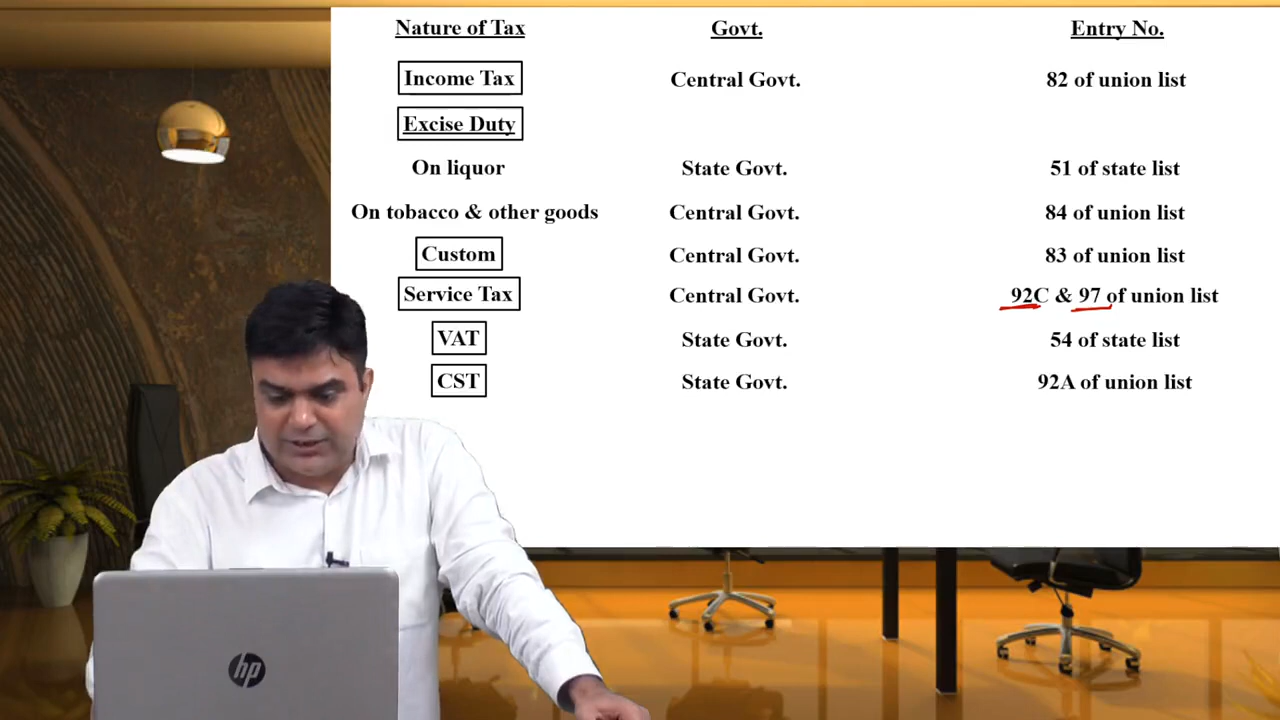 Nature of Tax Govt. Entry No.
Income Tax Central Govt. 82 of union list
Excise Duty
On liquor State Govt. 51 of state list
On tobacco & other goods Central Govt. 84 of union list
Custom Central Govt. 83 of union list
Service Tax Central Govt. 92C & 97 of union list
VAT State Govt. 54 of state list
CST State Govt. 92A of union list
hp